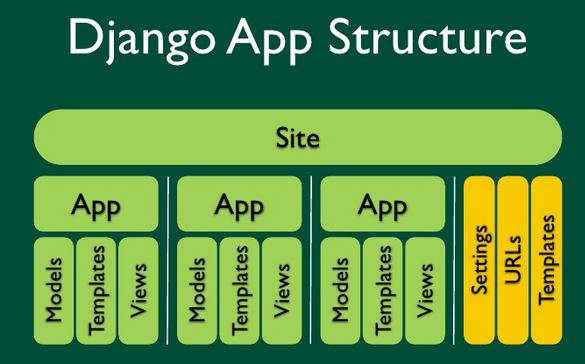 Django App Structure
Site
App
App
App
Models
Templates
Views
Models
Templates
Views
Models
Templates
Views
Settings
URLs
Templates